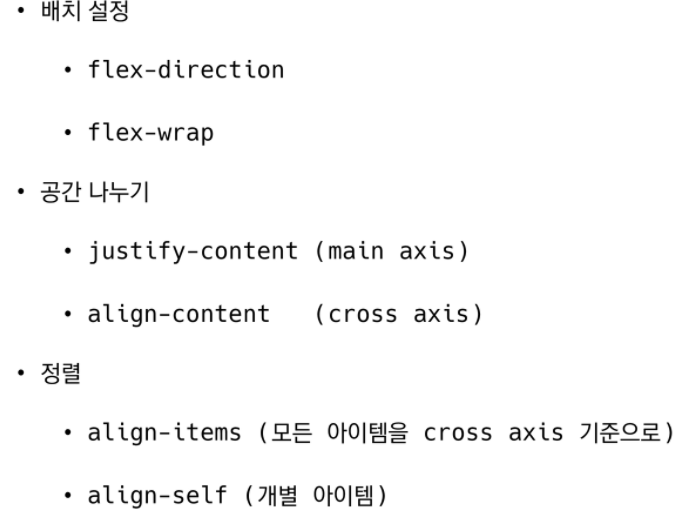 • 배치 설정
• flex-direction
• flex-wrap
• 공간 나누기
• justify-content (main axis)
• align-content (cross axis)
• 정렬
• align-items (모든 아이템을 cross axis 기준으로)
• align-self (개별 아이템)